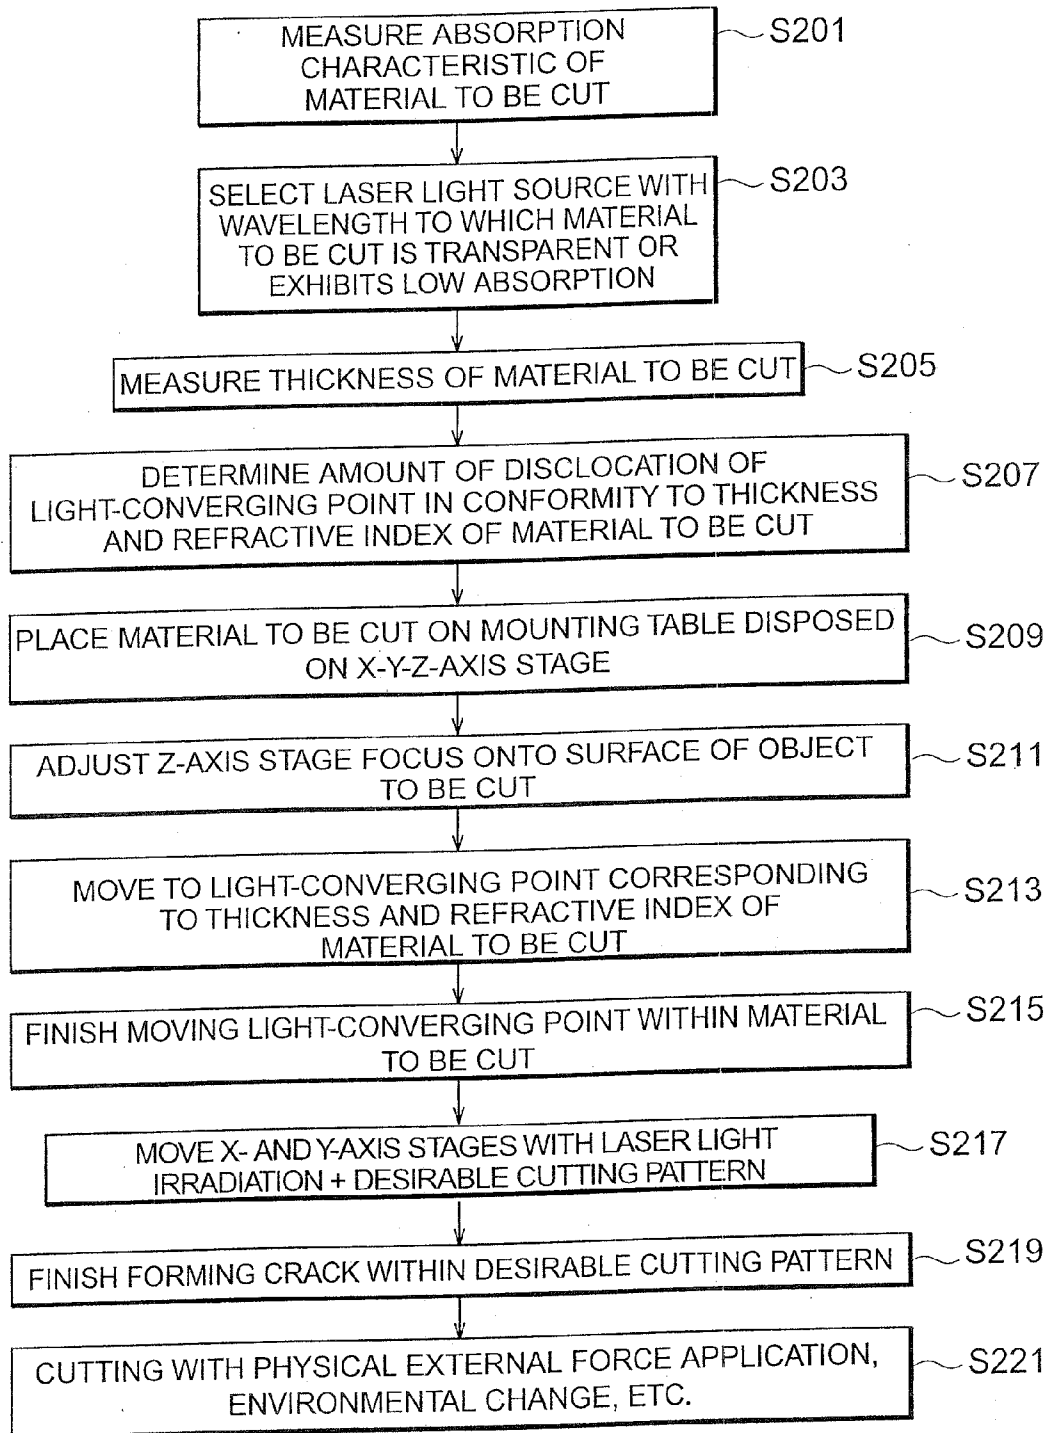 MEASURE ABSORPTION
CHARACTERISTIC OF
MATERIAL TO BE CUT
S201
SELECT LASER LIGHT SOURCE WITH
WAVELENGTH TO WHICH MATERIAL
TO BE CUT IS TRANSPARENT OR
EXHIBITS LOW ABSORPTION
S203
MEASURE THICKNESS OF MATERIAL TO BE CUT
S205
DETERMINE AMOUNT OF DISCLOCATION OF
LIGHT-CONVERGING POINT IN CONFORMITY TO THICKNESS
AND REFRACTIVE INDEX OF MATERIAL TO BE CUT
S207
PLACE MATERIAL TO BE CUT ON MOUNTING TABLE DISPOSED
ON X-Y-Z-AXIS STAGE
S209
ADJUST Z-AXIS STAGE FOCUS ONTO SURFACE OF OBJECT
TO BE CUT
S211
MOVE TO LIGHT-CONVERGING POINT CORRESPONDING
TO THICKNESS AND REFRACTIVE INDEX OF
MATERIAL TO BE CUT
S213
FINISH MOVING LIGHT-CONVERGING POINT WITHIN MATERIAL
TO BE CUT
S215
MOVE X- AND Y-AXIS STAGES WITH LASER LIGHT
IRRADIATION + DESIRABLE CUTTING PATTERN
S217
FINISH FORMING CRACK WITHIN DESIRABLE CUTTING PATTERN
S219
CUTTING WITH PHYSICAL EXTERNAL FORCE APPLICATION,
ENVIRONMENTAL CHANGE, ETC.
S221